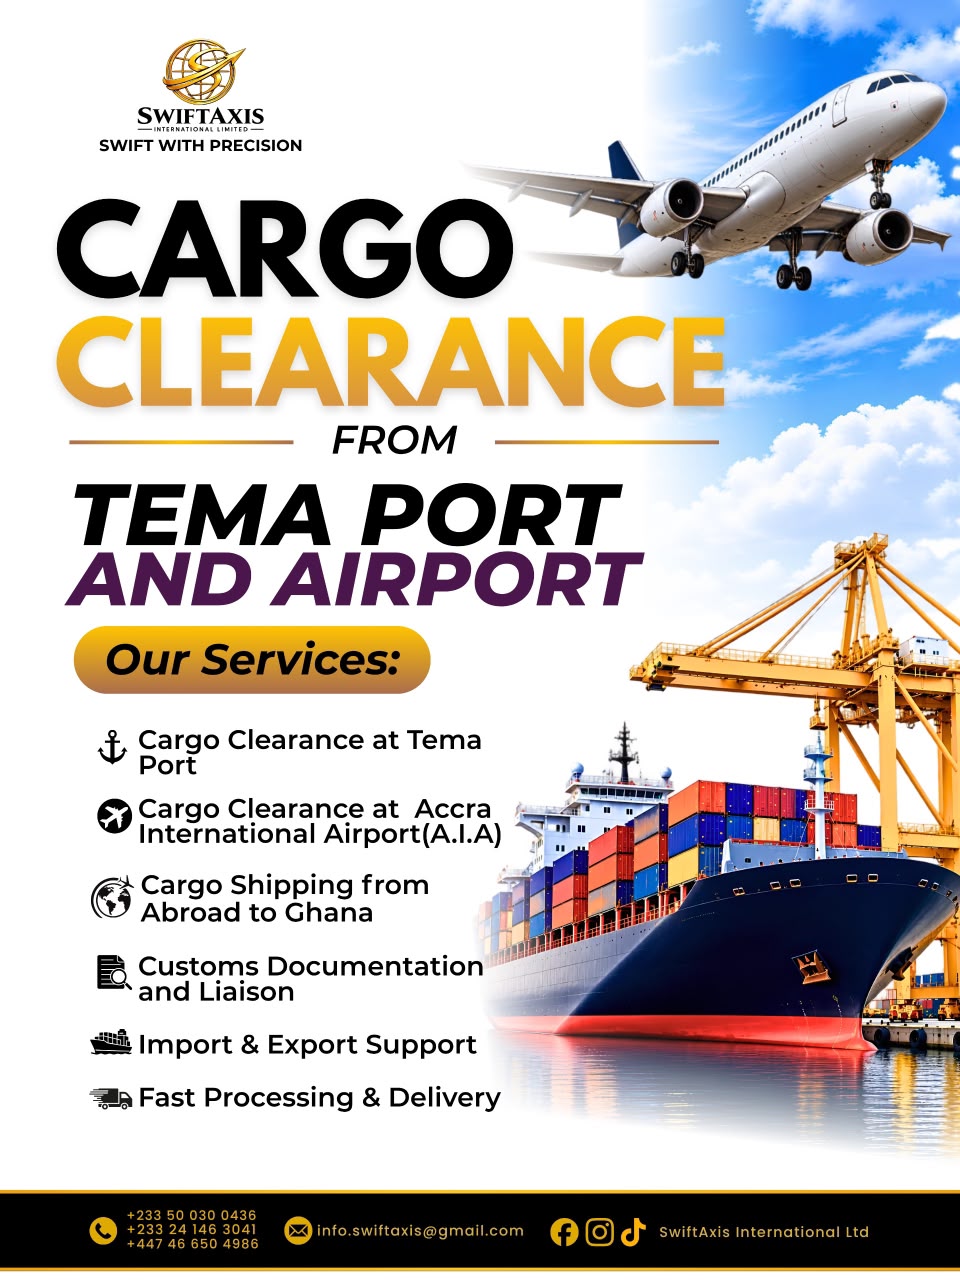 SWIFTAXIS
INTERNATIONAL LIMITED
SWIFT WITH PRECISION
CARGO
CLEARANCE
FROM
TEMA PORT
AND AIRPORT
Our Services:
Cargo Clearance at Tema
Port
Cargo Clearance at Accra
International Airport(A.I.A)
Cargo Shipping from
Abroad to Ghana
Customs Documentation
and Liaison
Import & Export Support
Fast Processing & Delivery
+233 50 030 0436
+233 24 146 3041
+447 46 650 4986
info.swiftaxis@gmail.com
SwiftAxis International Ltd